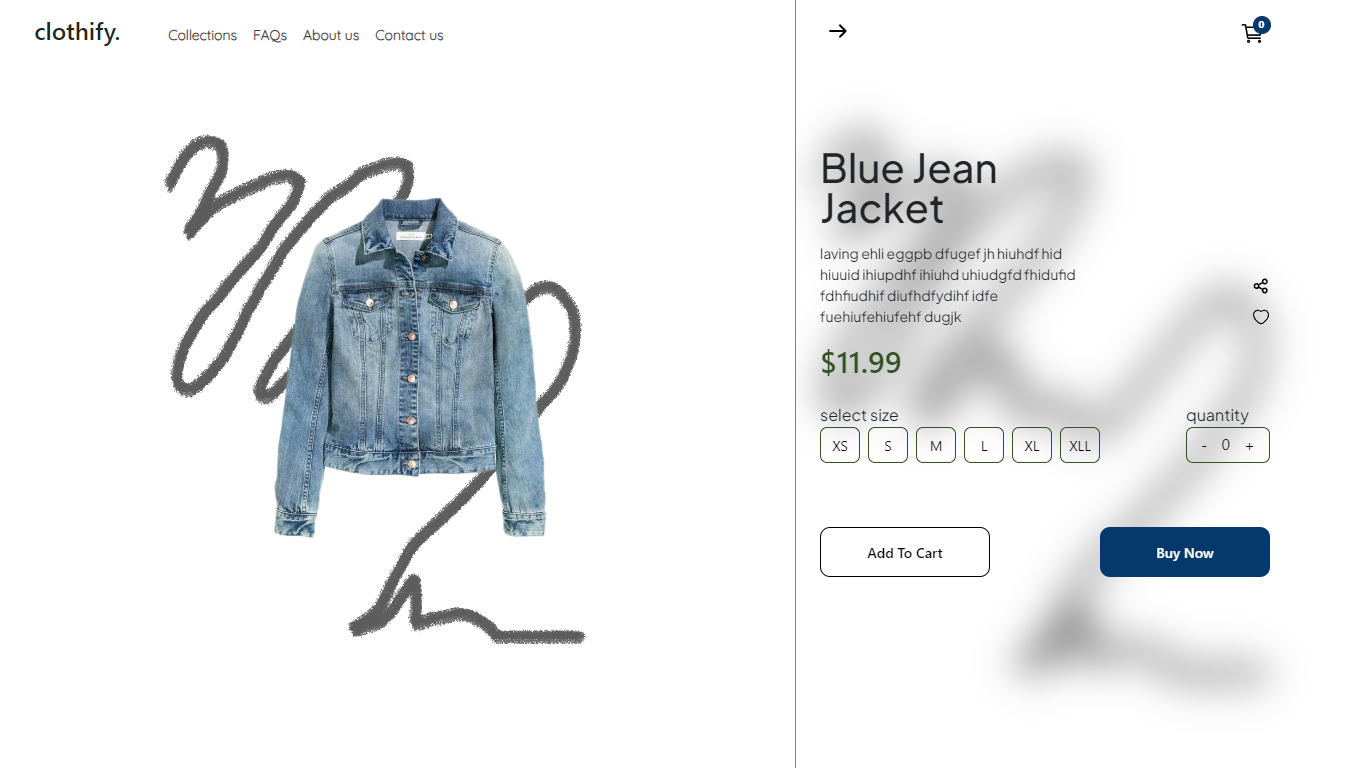 clothify.
Collections FAQs About us Contact us
0
Blue Jean
Jacket
laving ehli eggpb dfugef jh hiuhdf hid
hiuuid ihiupdhf ihiuhd uhiudgfd fhidufid
fdhfiudhif diufhdfydihf idfe
fuehiufehiufehf dugjk
$11.99
select size
quantity
XS S M L XL XLL
- 0 +
Add To Cart
Buy Now